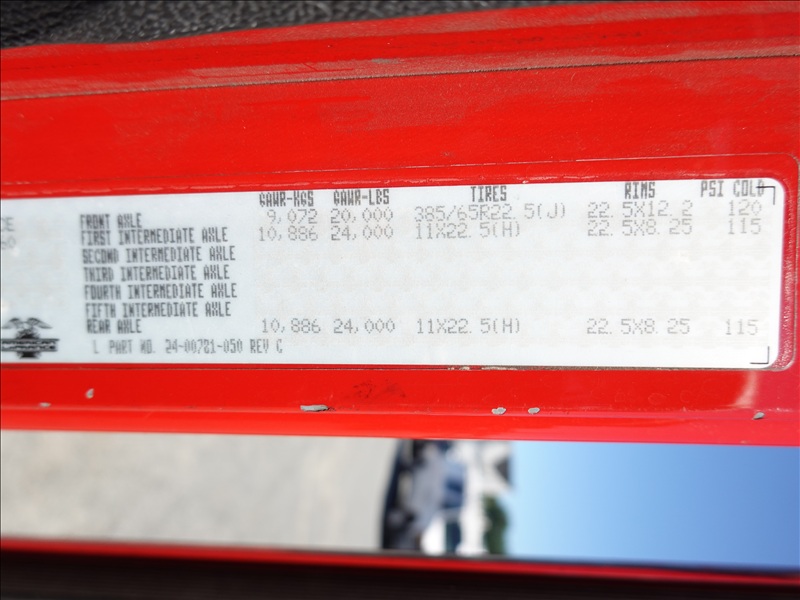 GAWR-KGS GAWR-LBS TIRES RIMS PSI COLD
FRONT AXLE 9,072 20,000 385/65R22.5(J) 22.5X12.2 120
FIRST INTERMEDIATE AXLE 10,886 24,000 11X22.5(H) 22.5X8.25 115
SECOND INTERMEDIATE AXLE
THIRD INTERMEDIATE AXLE
FOURTH INTERMEDIATE AXLE
FIFTH INTERMEDIATE AXLE
REAR AXLE 10,886 24,000 11X22.5(H) 22.5X8.25 115
L PART NO. 24-00781-050 REV C